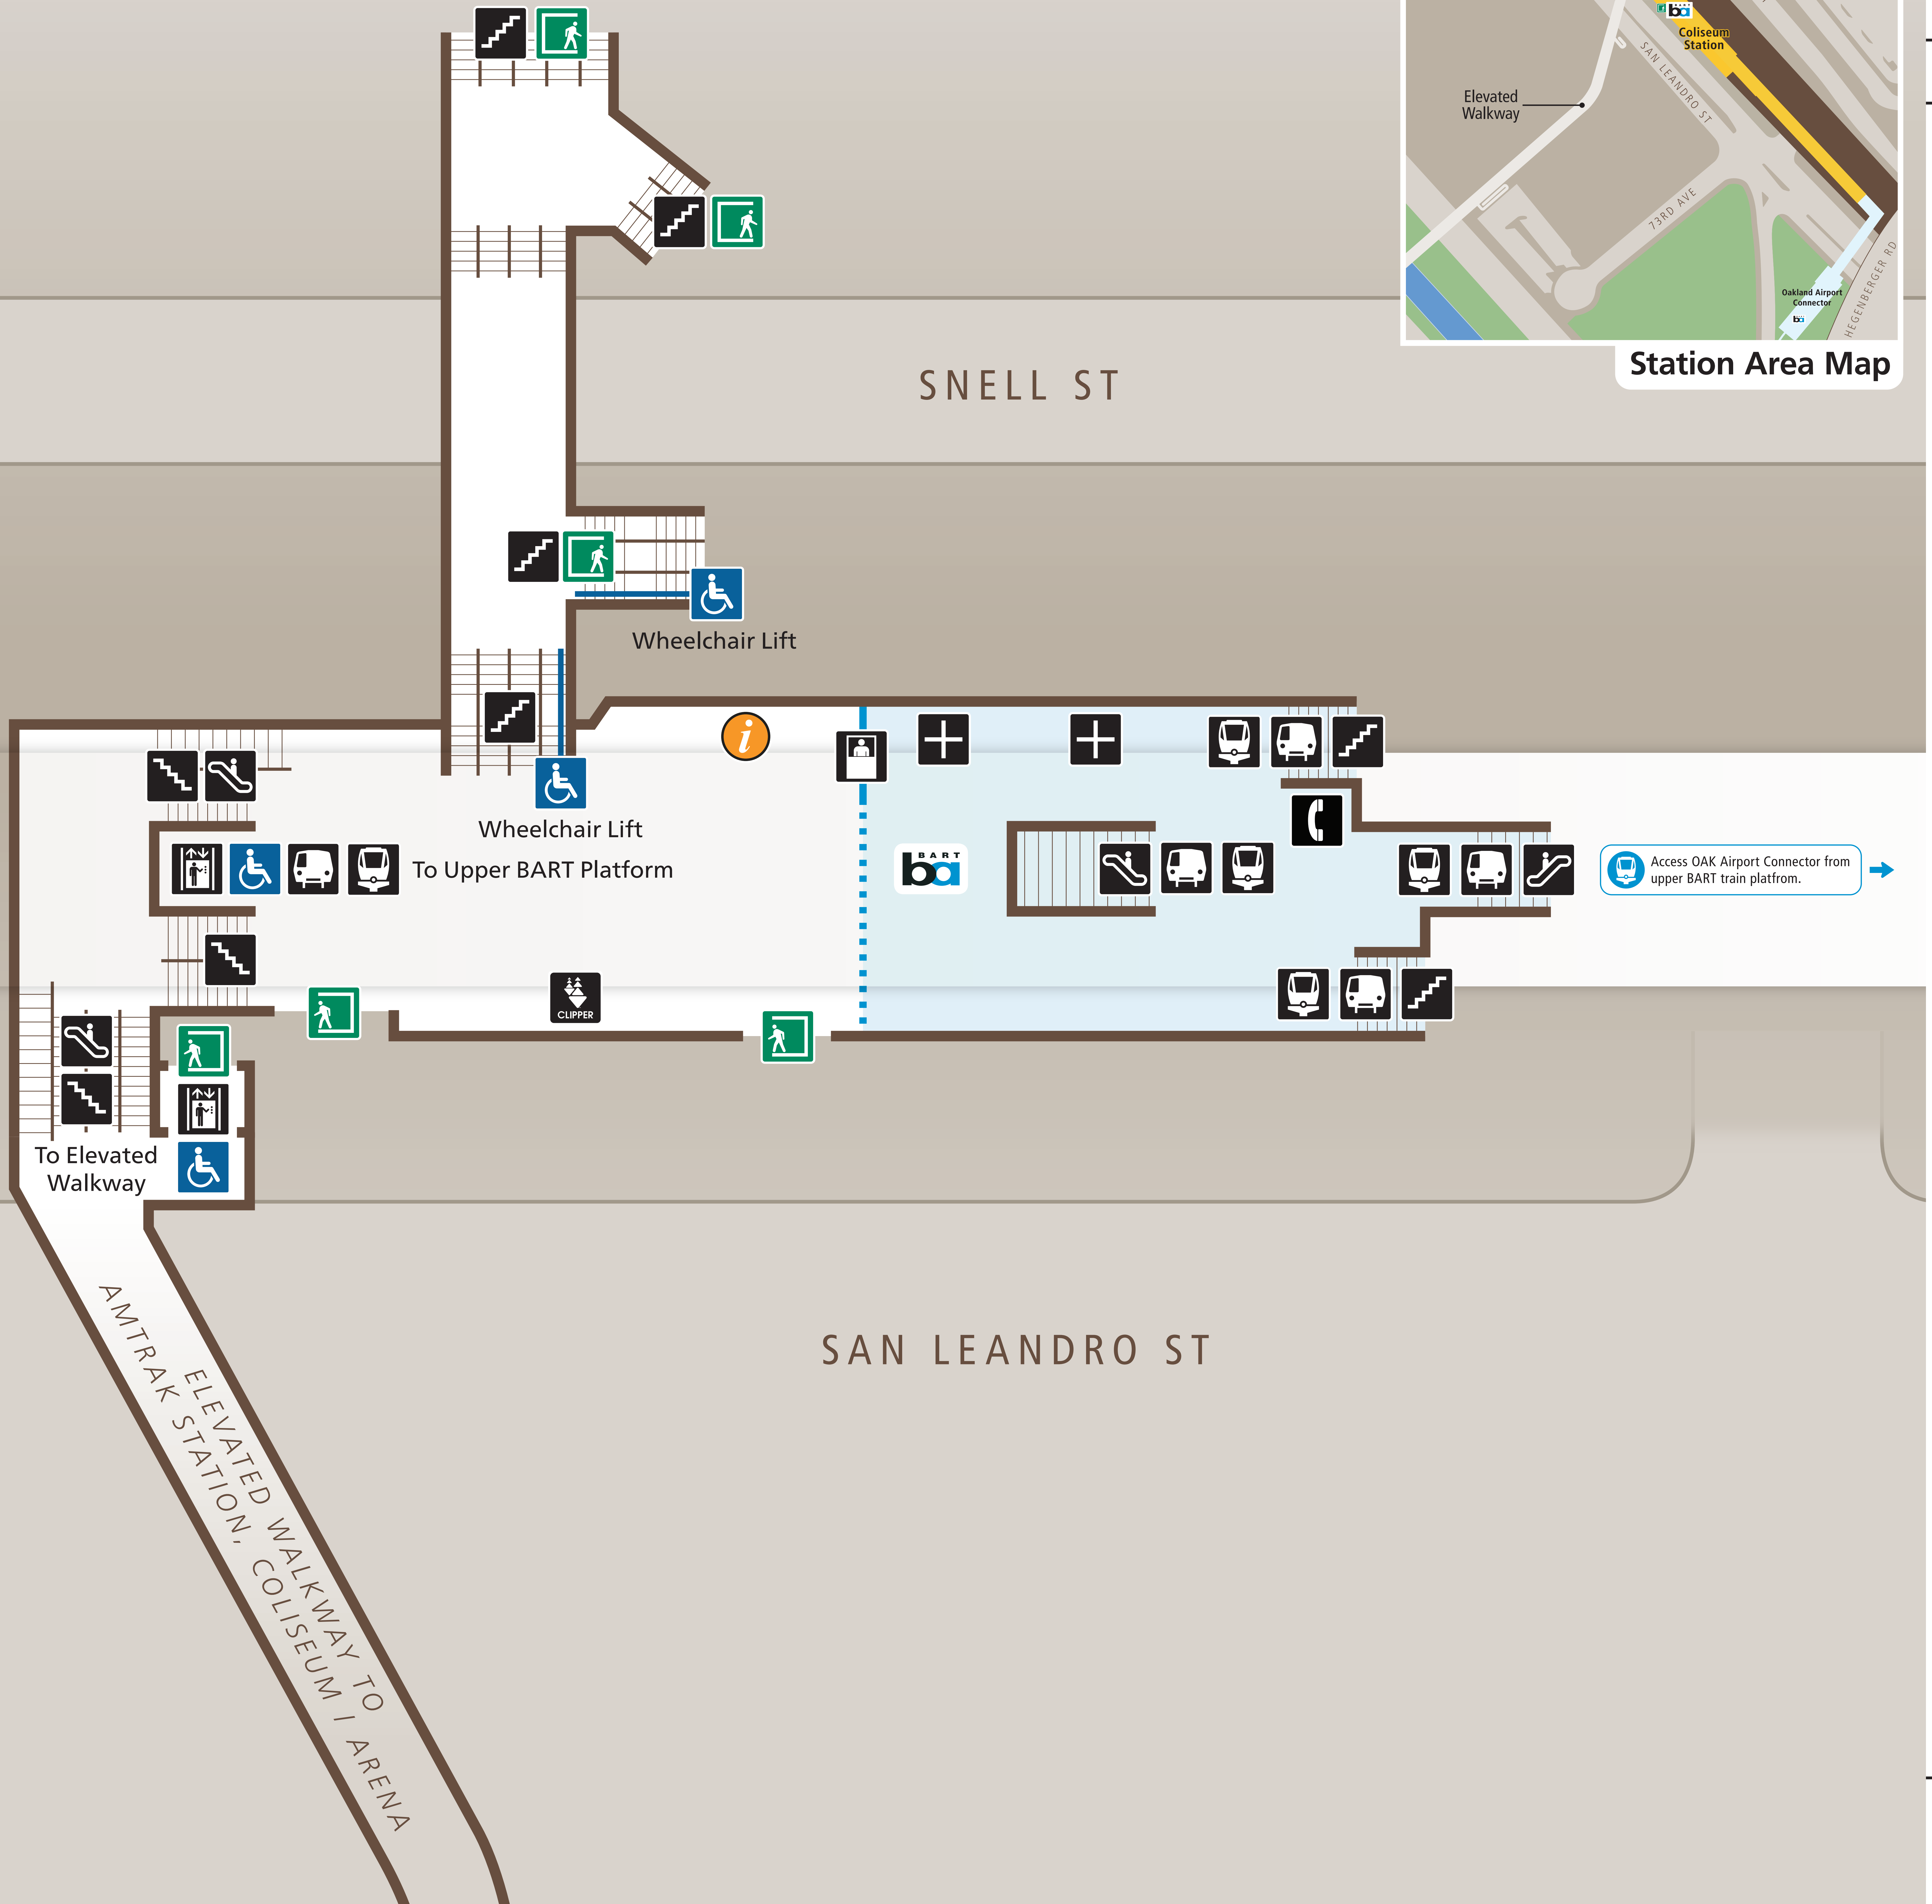 Coliseum
Station
SAN LEANDRO ST
Elevated
Walkway
73RD AVE
HEGENBERGER RD
Oakland Airport
Connector
ba
Station Area Map
SNELL ST
Wheelchair Lift
i
Wheelchair Lift
To Upper BART Platform
BART
ba
Access OAK Airport Connector from
upper BART train platfrom.
CLIPPER
To Elevated
Walkway
SAN LEANDRO ST
ELEVATED WALKWAY TO
AMTRAK STATION, COLISEUM / ARENA